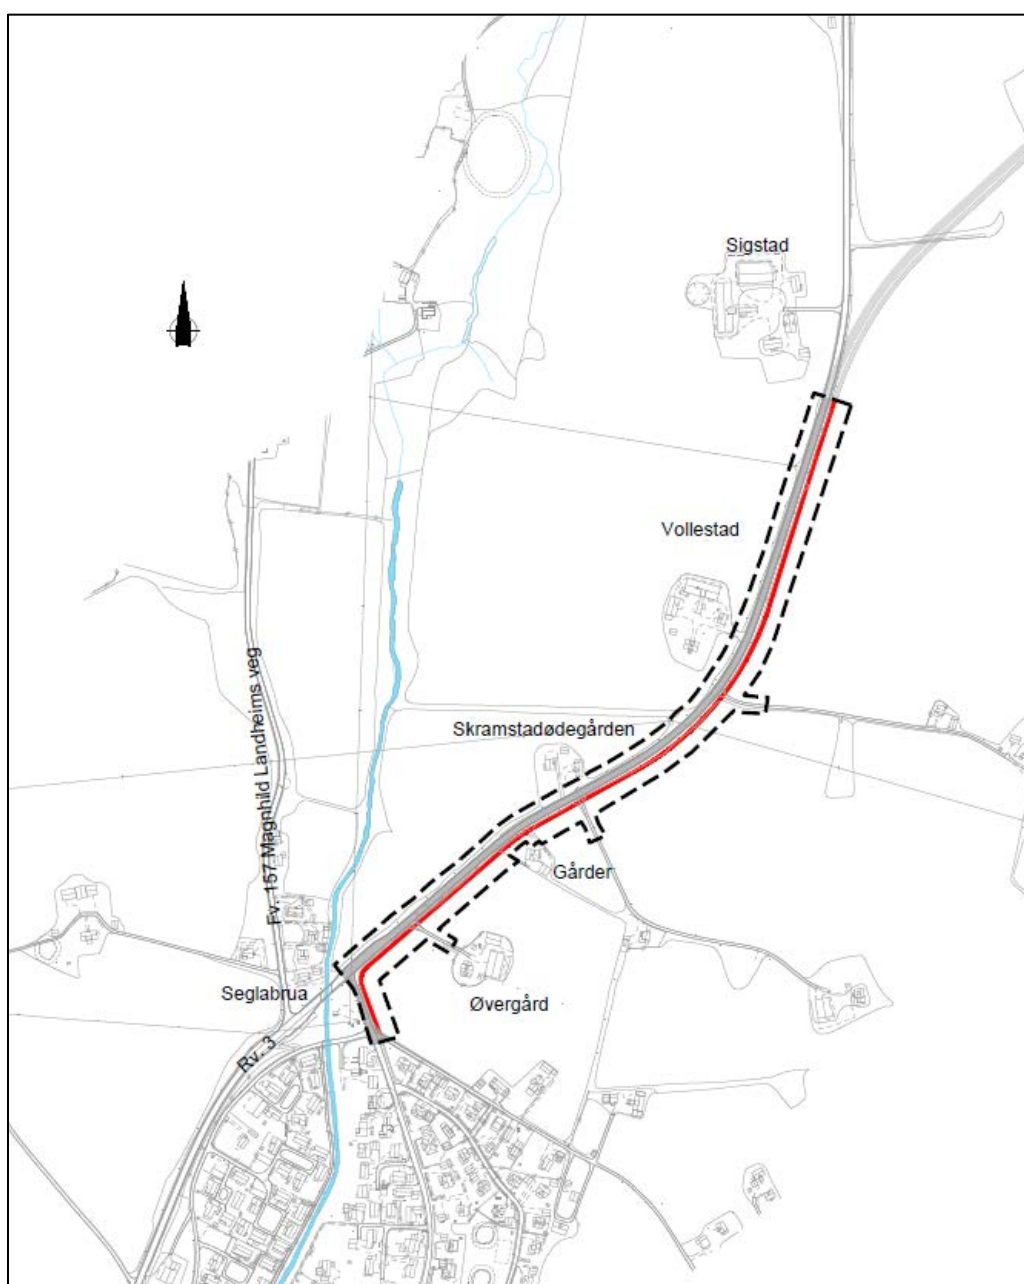 Sigstad
Vollestad
Skramstadødegården
Fv. 157 Magnhild Landheims veg
Gårder
Seglabrua
Øvergård
Rv. 3